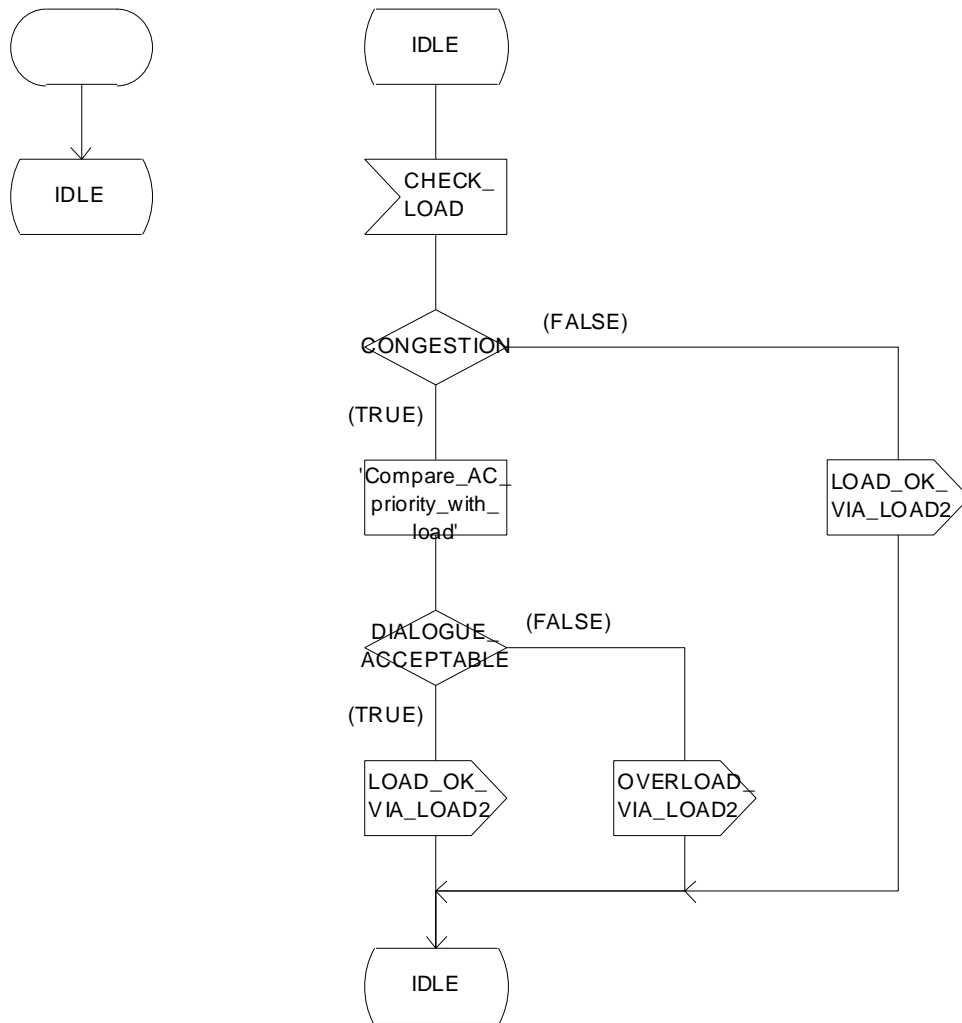 IDLE
IDLE
CHECK_
LOAD
(FALSE)
CONGESTION
(TRUE)
'Compare_AC_
priority_with_
load'
LOAD_OK_
VIA_LOAD2
(FALSE)
DIALOGUE_
ACCEPTABLE
(TRUE)
LOAD_OK_
VIA_LOAD2
OVERLOAD_
VIA_LOAD2
IDLE